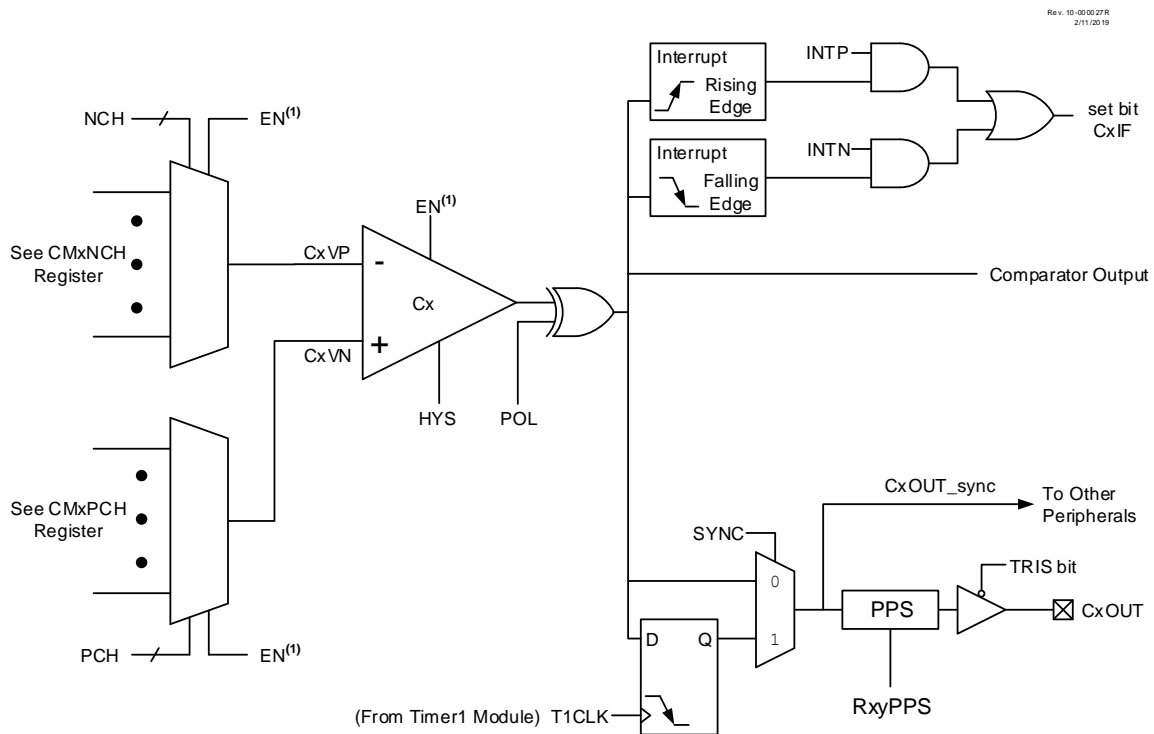 Rev. 10-000027R
2/11/2019
Interrupt
Rising
Edge
INTP
set bit
CxIF
NCH
EN(1)
Interrupt
Falling
Edge
INTN
See CMxNCH
Register
EN(1)
CxVP
-
Cx
+
CxVN
Comparator Output
HYS
POL
See CMxPCH
Register
CxOUT_sync
To Other
Peripherals
SYNC
0
1
TRIS bit
PPS
CxOUT
PCH
EN(1)
D
Q
RxyPPS
(From Timer1 Module) T1CLK